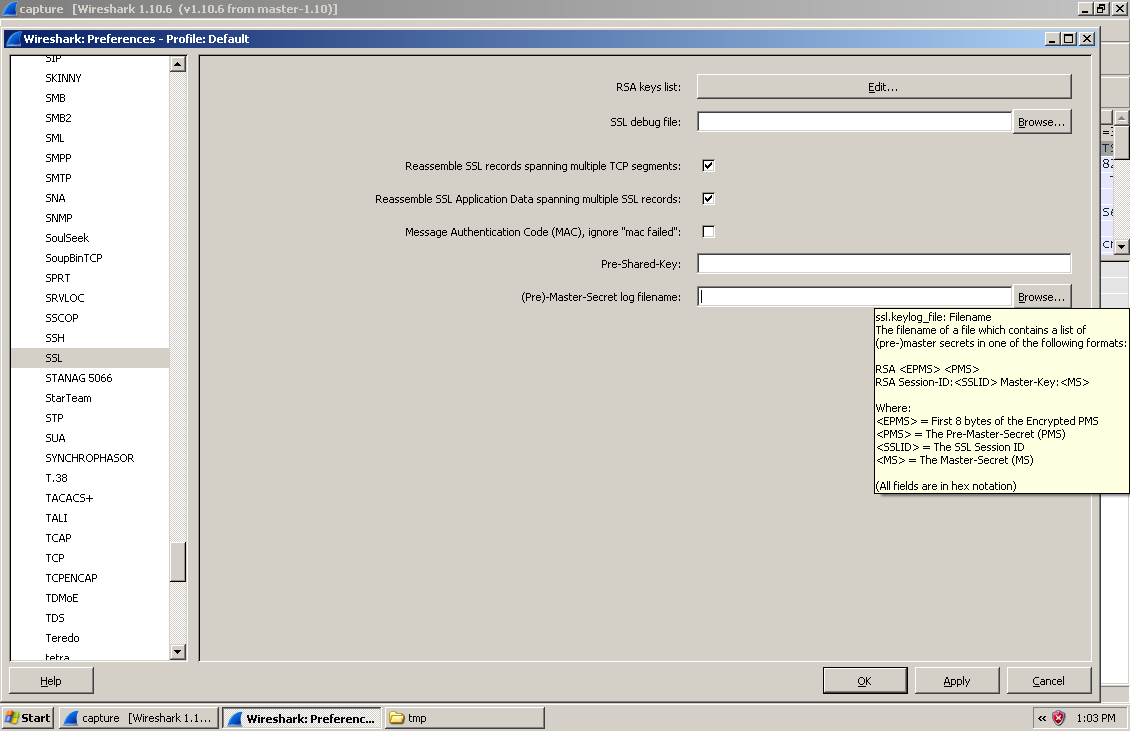 capture [Wireshark 1.10.6 (v1.10.6 from master-1.10)]
Wireshark: Preferences - Profile: Default
SIP
SKINNY
SMB
SMB2
SML
SMPP
SMTP
SNA
SNMP
SoulSeek
SoupBinTCP
SPRT
SRVLOC
SSCOP
SSH
SSL
STANAG 5066
StarTeam
STP
SUA
SYNCHROPHASOR
T.38
TACACS+
TALI
TCAP
TCP
TCPENCAP
TDMoE
TDS
Teredo
tetra
RSA keys list:
Edit...
SSL debug file:
Browse...
Reassemble SSL records spanning multiple TCP segments:
Reassemble SSL Application Data spanning multiple SSL records:
Message Authentication Code (MAC), ignore "mac failed":
Pre-Shared-Key:
(Pre)-Master-Secret log filename:
Browse...
ssl.keylog_file: Filename
The filename of a file which contains a list of
(pre-)master secrets in one of the following formats:
RSA <EPMS> <PMS>
RSA Session-ID:<SSLID> Master-Key:<MS>
Where:
<EPMS> = First 8 bytes of the Encrypted PMS
<PMS> = The Pre-Master-Secret (PMS)
<SSLID> = The SSL Session ID
<MS> = The Master-Secret (MS)
(All fields are in hex notation)
Help
OK
Apply
Cancel
Start
capture [Wireshark 1.1...
Wireshark: Preferenc...
tmp
1:03 PM